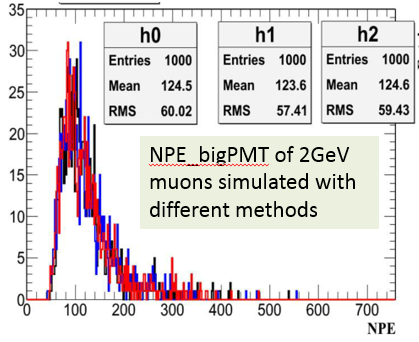 35
30
25
20
15
10
5
0
h0
Entries 1000
Mean 124.5
RMS 60.02
h1
Entries 1000
Mean 123.6
RMS 57.41
h2
Entries 1000
Mean 124.6
RMS 59.43
NPE_bigPMT of 2GeV
muons simulated with
different methods
0 100 200 300 400 500 600 700
NPE